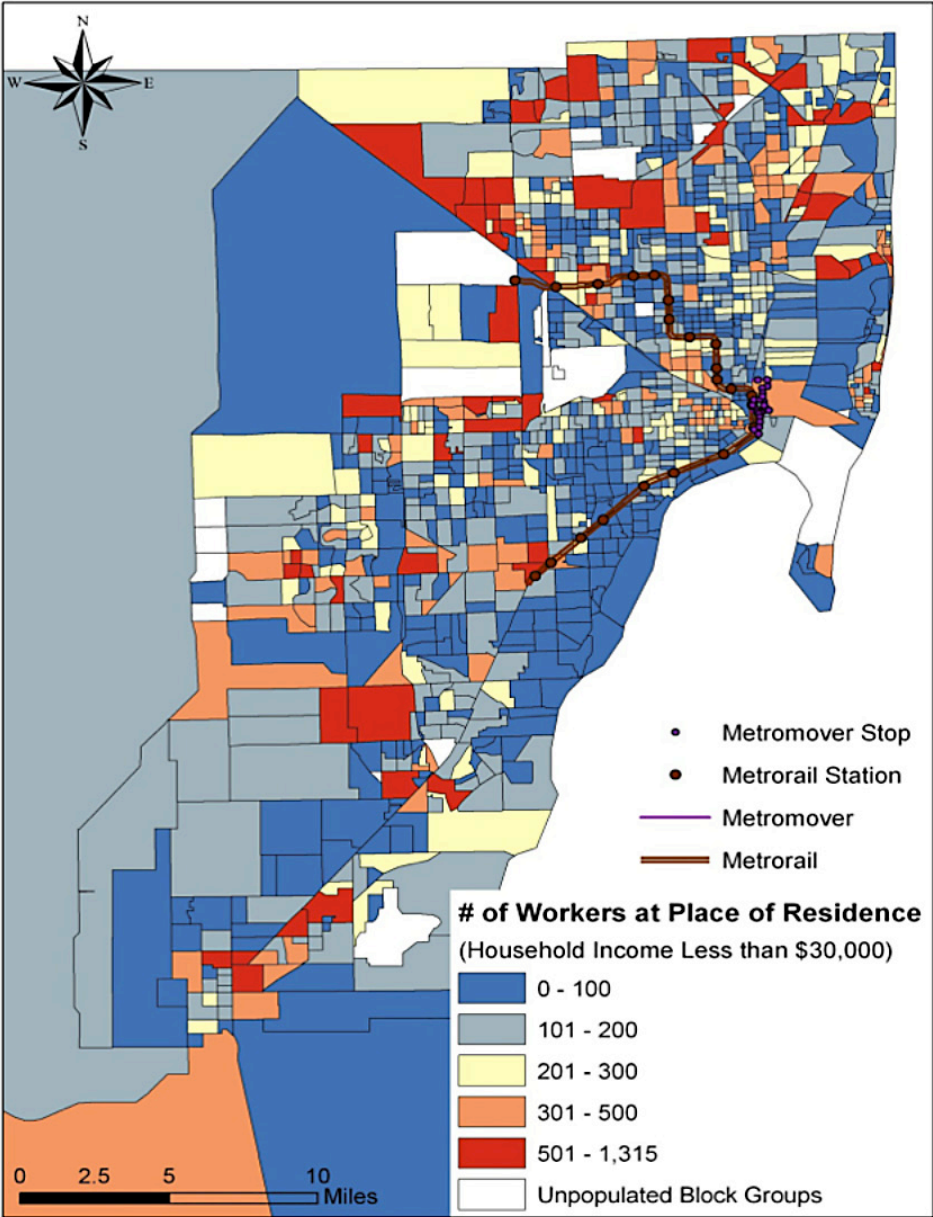 N
W E
S
Metromover Stop
Metrorail Station
Metromover
Metrorail
# of Workers at Place of Residence
(Household Income Less than $30,000)
0 - 100
101 - 200
201 - 300
301 - 500
501 - 1,315
Unpopulated Block Groups
0 2.5 5 10
Miles